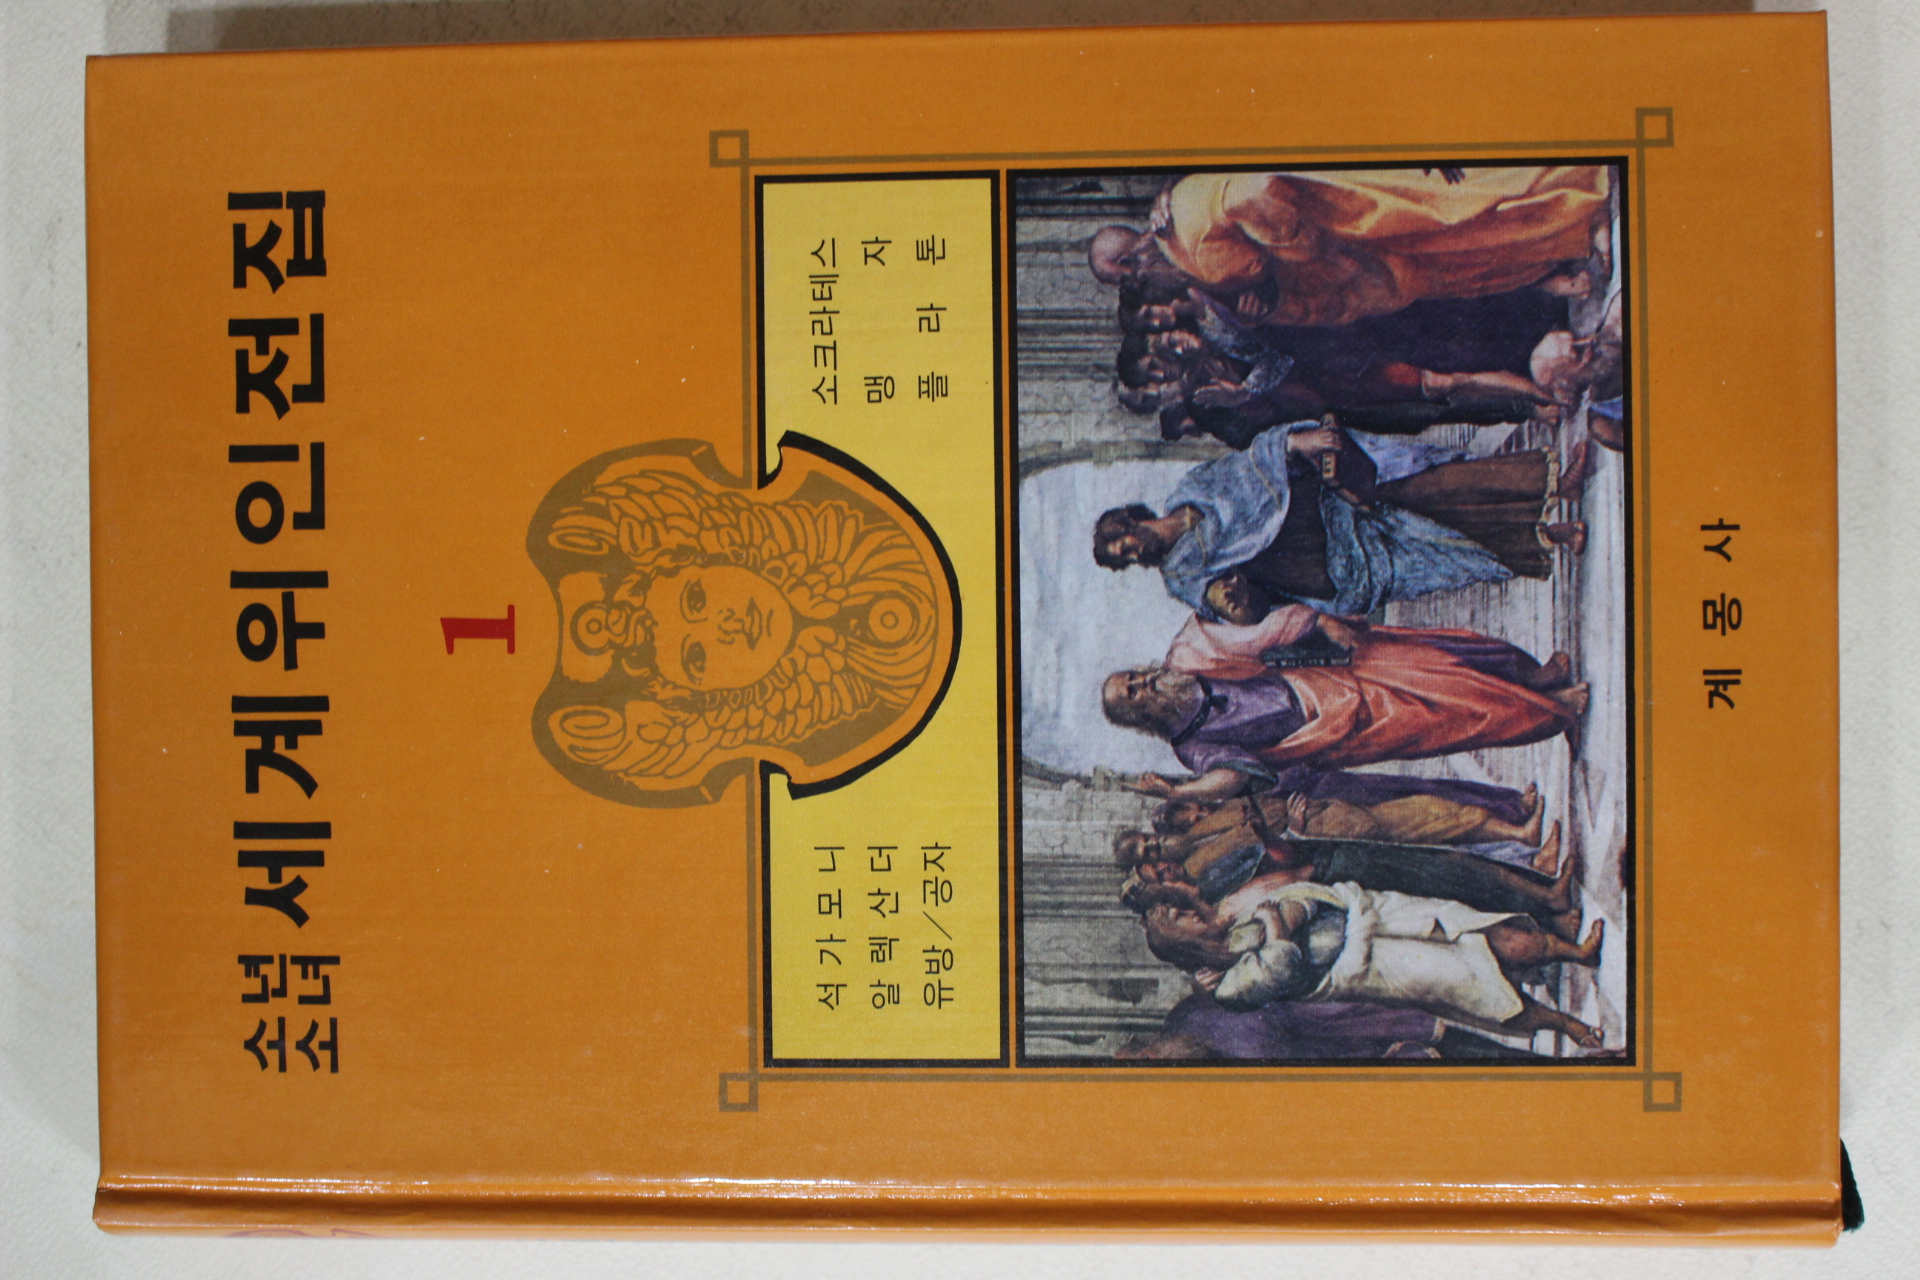 소년
소녀
세계위인전집
1
석가모니
알렉산더
유방/공자
소크라테스
맹자
플라톤
계몽사